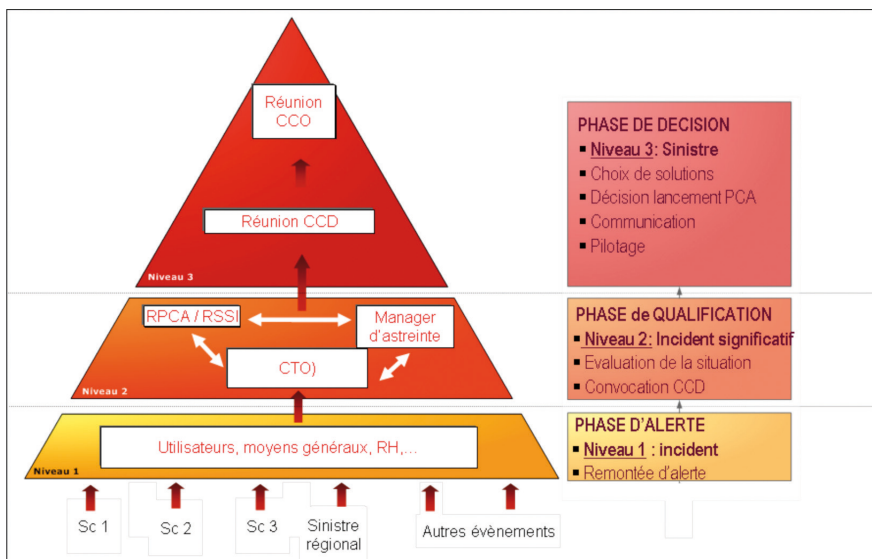 Réunion
CCO
Réunion CCD
Niveau 3
RPCA / RSSI
Manager
d'astreinte
CTO)
Niveau 2
Utilisateurs, moyens généraux, RH,...
Niveau 1
Sc 1
Sc 2
Sc 3
Sinistre
régional
Autres évènements
PHASE DE DECISION
▪ Niveau 3: Sinistre
▪ Choix de solutions
▪ Décision lancement PCA
▪ Communication
▪ Pilotage
PHASE de QUALIFICATION
▪ Niveau 2: Incident significatif
▪ Evaluation de la situation
▪ Convocation CCD
PHASE D'ALERTE
▪ Niveau 1 : incident
▪ Remontée d'alerte